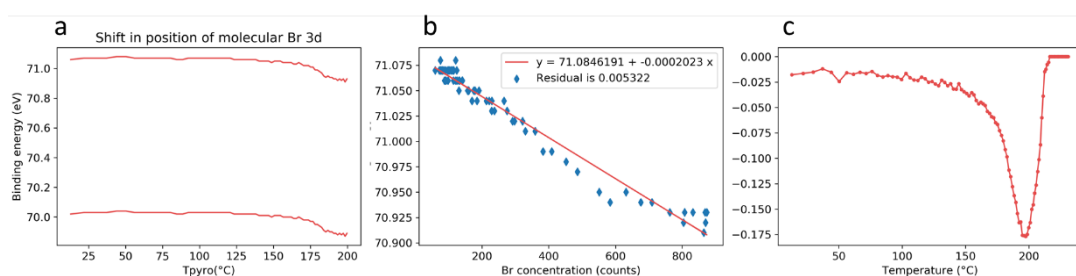 a
Shift in position of molecular Br 3d
Binding energy (eV)
71.0
70.8
70.6
70.4
70.2
70.0
25 50 75 100 125 150 175 200
Tpyro(°C)
b
y = 71.0846191 + -0.0002023 x
Residual is 0.005322
71.075
71.050
71.025
71.000
70.975
70.950
70.925
70.900
200 400 600 800
Br concentration (counts)
c
0.000
−0.025
−0.050
−0.075
−0.100
−0.125
−0.150
−0.175
50 100 150 200
Temperature (°C)